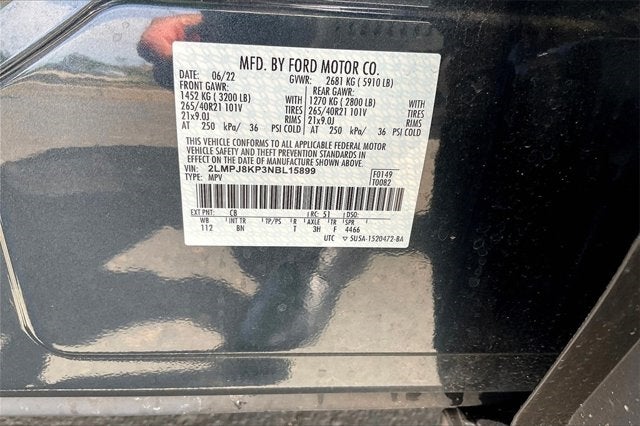 MFD. BY FORD MOTOR CO.
DATE: 06/22 GVWR: 2681 KG ( 5910 LB)
FRONT GAWR: REAR GAWR:
1452 KG ( 3200 LB) WITH 1270 KG ( 2800 LB) WITH
265/40R21 101V TIRES 265/40R21 101V TIRES
21x9.0J RIMS 21x9.0J RIMS
AT 250 kPa/ 36 PSI COLD AT 250 kPa/ 36 PSI COLD
THIS VEHICLE CONFORMS TO ALL APPLICABLE FEDERAL MOTOR
VEHICLE SAFETY AND THEFT PREVENTION STANDARDS IN
EFFECT ON THE DATE OF MANUFACTURE SHOWN ABOVE.
VIN: 2LMPJ8KP3NBL15899 F0149
TYPE: MPV T0082
EXT PNT: CB RC: 51 DSO:
WB INT TR TP/PS R AXLE TR SPR
112 BN T 3H F 4466
UTC ▽ 5U5A-1520472-BA